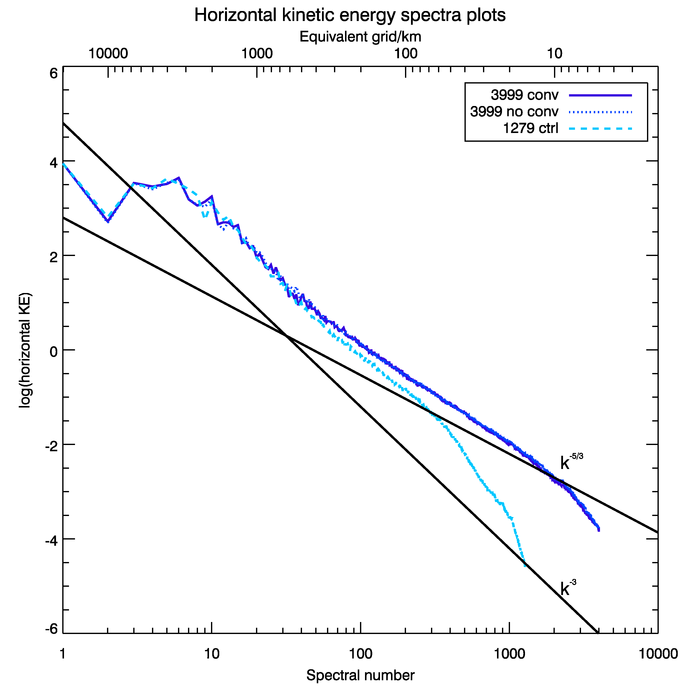 Horizontal kinetic energy spectra plots
Equivalent grid/km
10000 1000 100 10
3999 conv
3999 no conv
1279 ctrl
6
4
2
0
-2
-4
-6
log(horizontal KE)
k-5/3
k-3
1 10 100 1000 10000
Spectral number